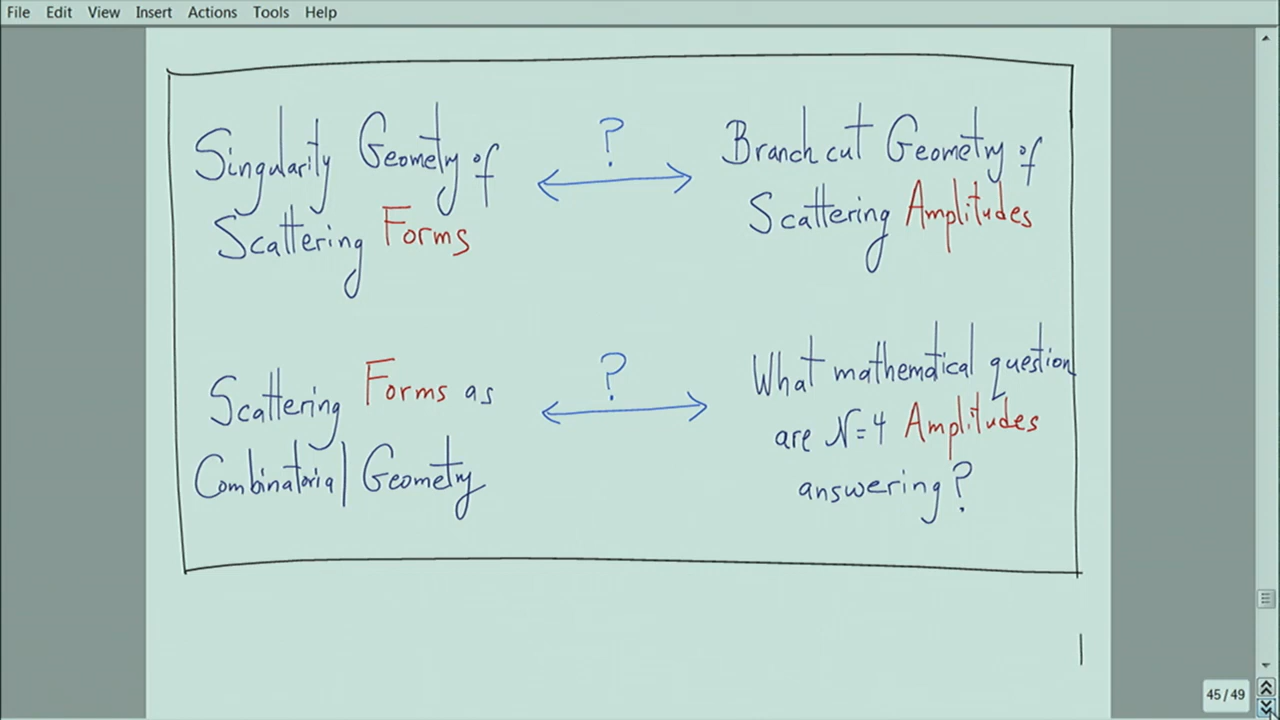 File Edit View Insert Actions Tools Help
Singularity Geometry of
Scattering Forms
?
Branch cut Geometry of
Scattering Amplitudes
Scattering Forms as
Combinatorial Geometry
?
What mathematical question
are N=4 Amplitudes
answering?
45 / 49